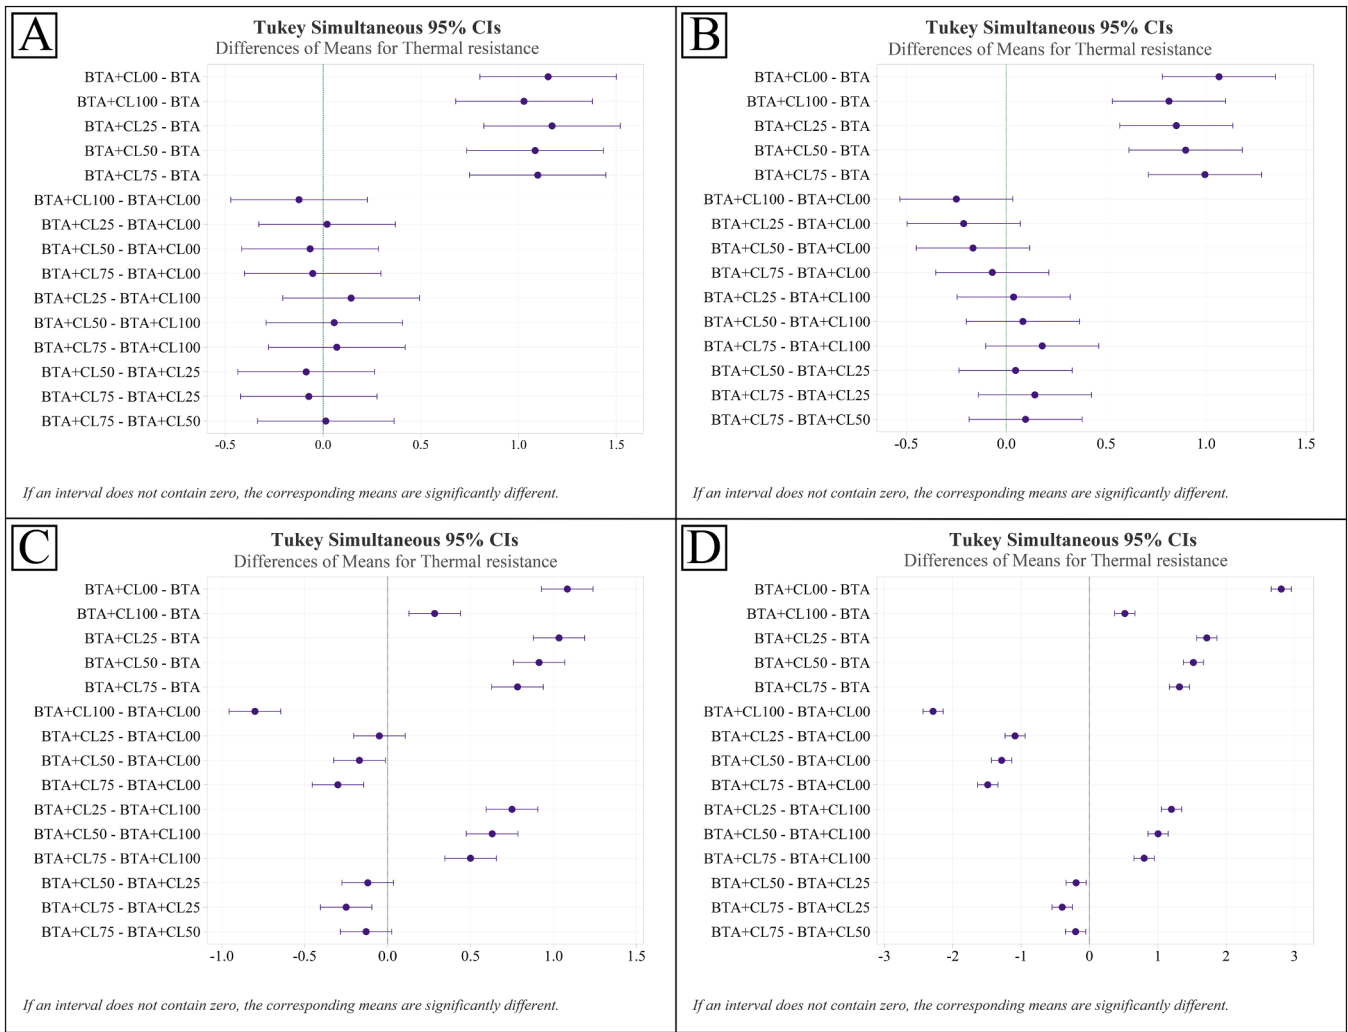 A
Tukey Simultaneous 95% CIs
Differences of Means for Thermal resistance
BTA+CL00 - BTA
BTA+CL100 - BTA
BTA+CL25 - BTA
BTA+CL50 - BTA
BTA+CL75 - BTA
BTA+CL100 - BTA+CL00
BTA+CL25 - BTA+CL00
BTA+CL50 - BTA+CL00
BTA+CL75 - BTA+CL00
BTA+CL25 - BTA+CL100
BTA+CL50 - BTA+CL100
BTA+CL75 - BTA+CL100
BTA+CL50 - BTA+CL25
BTA+CL75 - BTA+CL25
BTA+CL75 - BTA+CL50
-0.5 0.0 0.5 1.0 1.5
If an interval does not contain zero, the corresponding means are significantly different.
B
Tukey Simultaneous 95% CIs
Differences of Means for Thermal resistance
BTA+CL00 - BTA
BTA+CL100 - BTA
BTA+CL25 - BTA
BTA+CL50 - BTA
BTA+CL75 - BTA
BTA+CL100 - BTA+CL00
BTA+CL25 - BTA+CL00
BTA+CL50 - BTA+CL00
BTA+CL75 - BTA+CL00
BTA+CL25 - BTA+CL100
BTA+CL50 - BTA+CL100
BTA+CL75 - BTA+CL100
BTA+CL50 - BTA+CL25
BTA+CL75 - BTA+CL25
BTA+CL75 - BTA+CL50
-0.5 0.0 0.5 1.0 1.5
If an interval does not contain zero, the corresponding means are significantly different.
C
Tukey Simultaneous 95% CIs
Differences of Means for Thermal resistance
BTA+CL00 - BTA
BTA+CL100 - BTA
BTA+CL25 - BTA
BTA+CL50 - BTA
BTA+CL75 - BTA
BTA+CL100 - BTA+CL00
BTA+CL25 - BTA+CL00
BTA+CL50 - BTA+CL00
BTA+CL75 - BTA+CL00
BTA+CL25 - BTA+CL100
BTA+CL50 - BTA+CL100
BTA+CL75 - BTA+CL100
BTA+CL50 - BTA+CL25
BTA+CL75 - BTA+CL25
BTA+CL75 - BTA+CL50
-1.0 -0.5 0.0 0.5 1.0 1.5
If an interval does not contain zero, the corresponding means are significantly different.
D
Tukey Simultaneous 95% CIs
Differences of Means for Thermal resistance
BTA+CL00 - BTA
BTA+CL100 - BTA
BTA+CL25 - BTA
BTA+CL50 - BTA
BTA+CL75 - BTA
BTA+CL100 - BTA+CL00
BTA+CL25 - BTA+CL00
BTA+CL50 - BTA+CL00
BTA+CL75 - BTA+CL00
BTA+CL25 - BTA+CL100
BTA+CL50 - BTA+CL100
BTA+CL75 - BTA+CL100
BTA+CL50 - BTA+CL25
BTA+CL75 - BTA+CL25
BTA+CL75 - BTA+CL50
-3 -2 -1 0 1 2 3
If an interval does not contain zero, the corresponding means are significantly different.